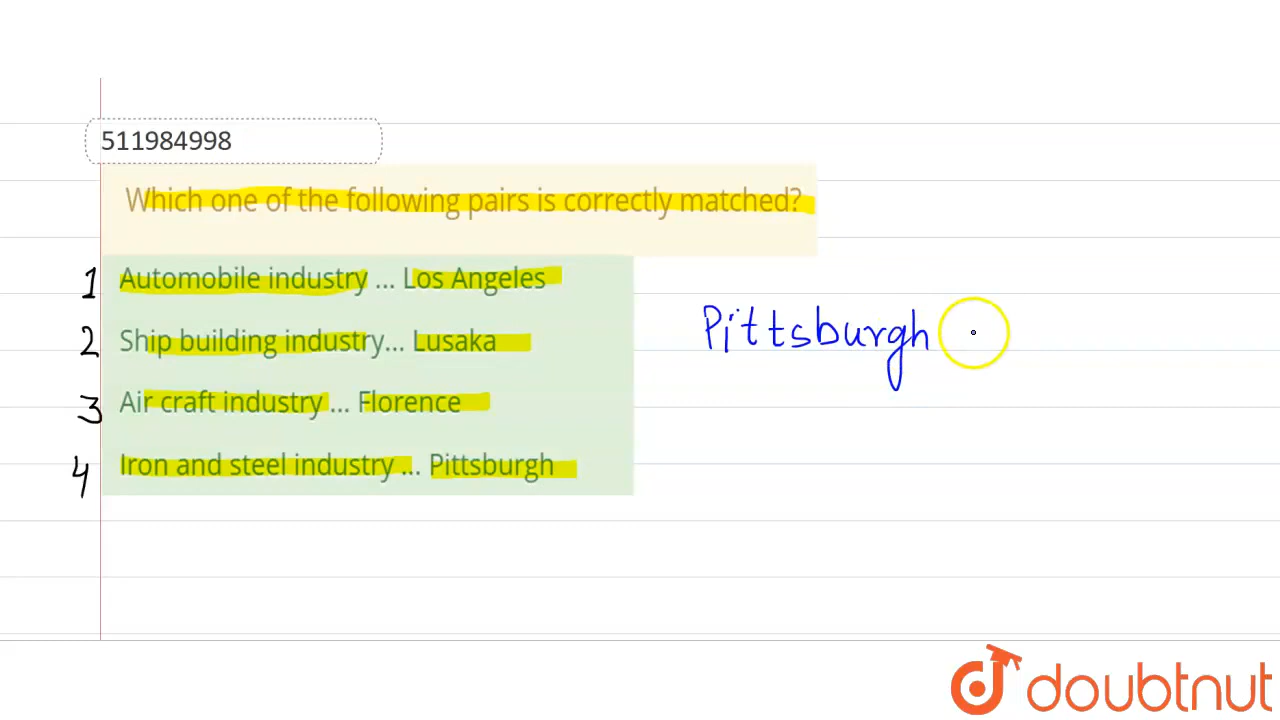 511984998
Which one of the following pairs is correctly matched?
1 Automobile industry ... Los Angeles
2 Ship building industry... Lusaka
Pittsburgh
3 Air craft industry ... Florence
4 Iron and steel industry ... Pittsburgh
doubtnut